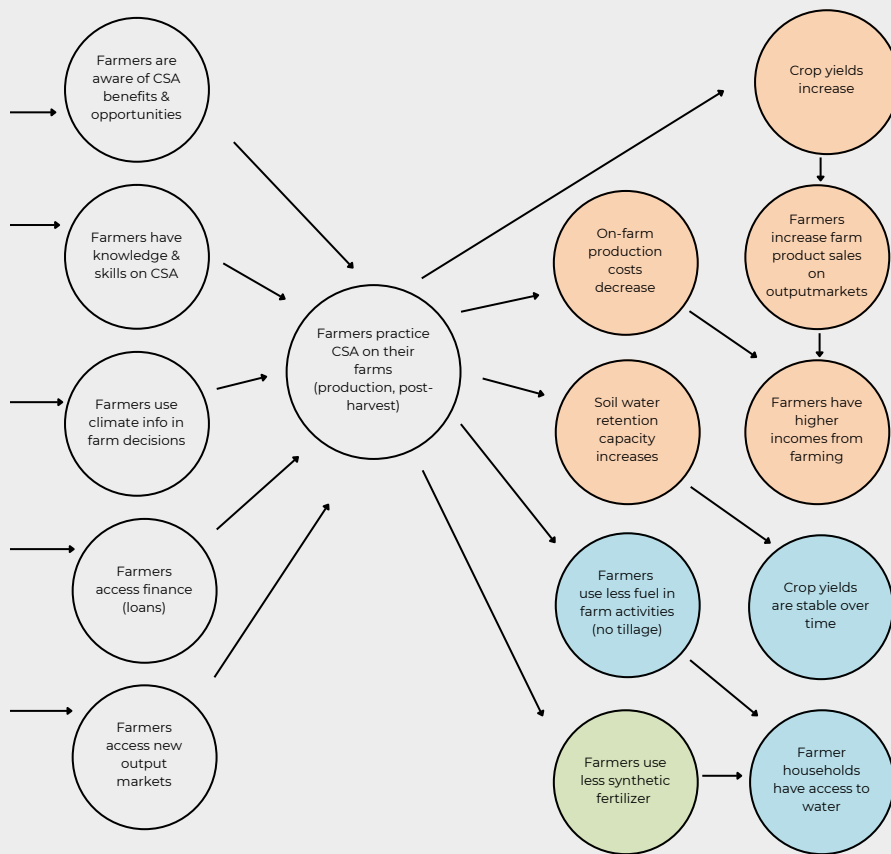 Farmers are
aware of CSA
benefits &
opportunities
Farmers have
knowledge &
skills on CSA
Farmers use
climate info in
farm decisions
Farmers
access finance
(loans)
Farmers
access new
output
markets
Farmers practice
CSA on their
farms
(production, post-
harvest)
On-farm
production
costs
decrease
Soil water
retention
capacity
increases
Farmers
use less fuel in
farm activities
(no tillage)
Farmers use
less synthetic
fertilizer
Crop yields
increase
Farmers
increase farm
product sales
on
outputmarkets
Farmers have
higher
incomes from
farming
Crop yields
are stable over
time
Farmer
households
have access to
water